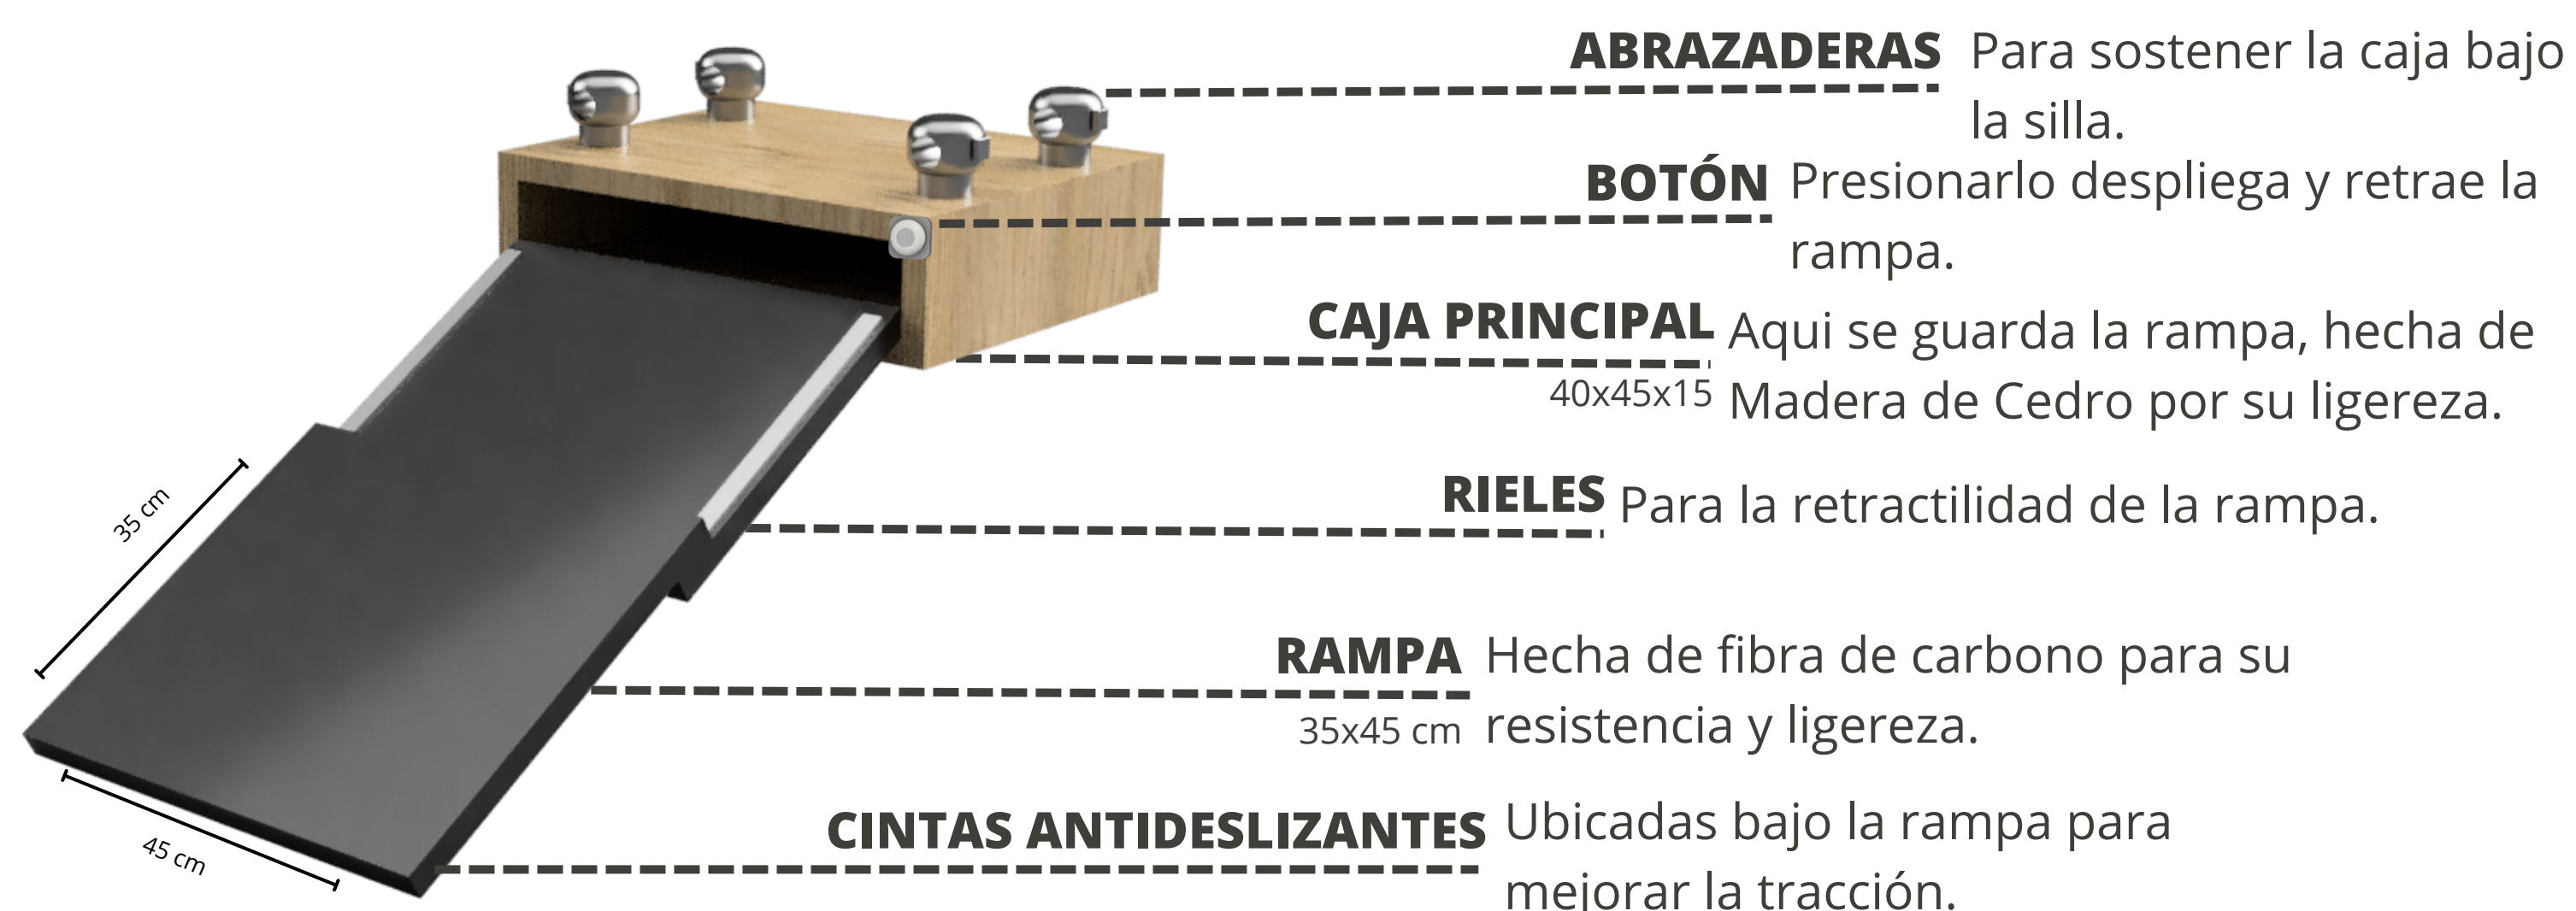 ABRAZADERAS Para sostener la caja bajo
la silla.
BOTÓN Presionarlo despliega y retrae la
rampa.
CAJA PRINCIPAL Aqui se guarda la rampa, hecha de
40x45x15 Madera de Cedro por su ligereza.
RIELES Para la retractilidad de la rampa.
35 cm
RAMPA Hecha de fibra de carbono para su
35x45 cm resistencia y ligereza.
CINTAS ANTIDESLIZANTES Ubicadas bajo la rampa para
mejorar la tracción.
45 cm